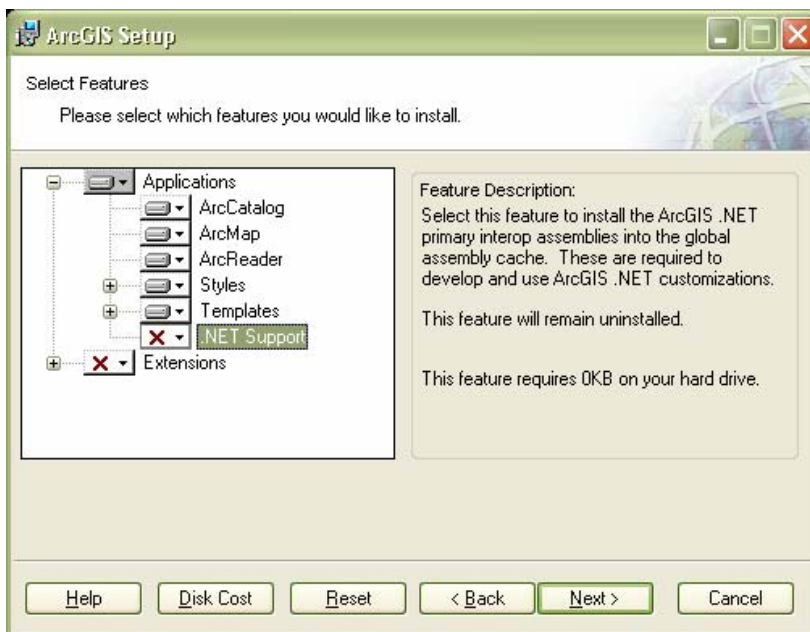 ArcGIS Setup
Select Features
Please select which features you would like to install.
Applications
ArcCatalog
ArcMap
ArcReader
Styles
Templates
.NET Support
Extensions
Feature Description:
Select this feature to install the ArcGIS .NET
primary interop assemblies into the global
assembly cache. These are required to
develop and use ArcGIS .NET customizations.
This feature will remain uninstalled.
This feature requires 0KB on your hard drive.
Help
Disk Cost
Reset
< Back
Next >
Cancel